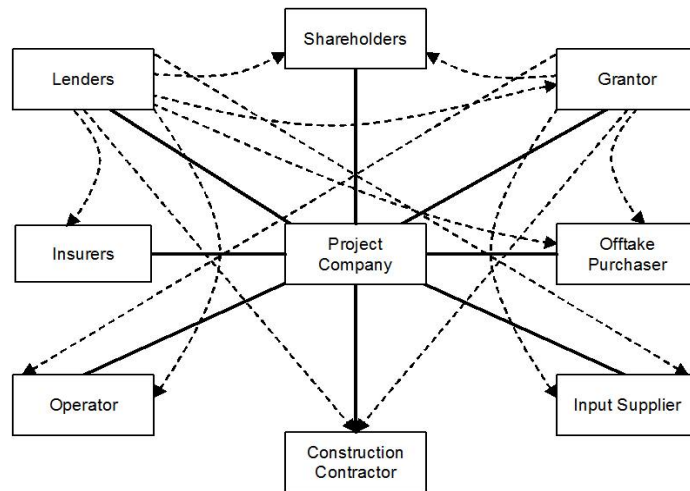 Shareholders
Lenders
Grantor
Insurers
Project
Company
Offtake
Purchaser
Operator
Input Supplier
Construction
Contractor